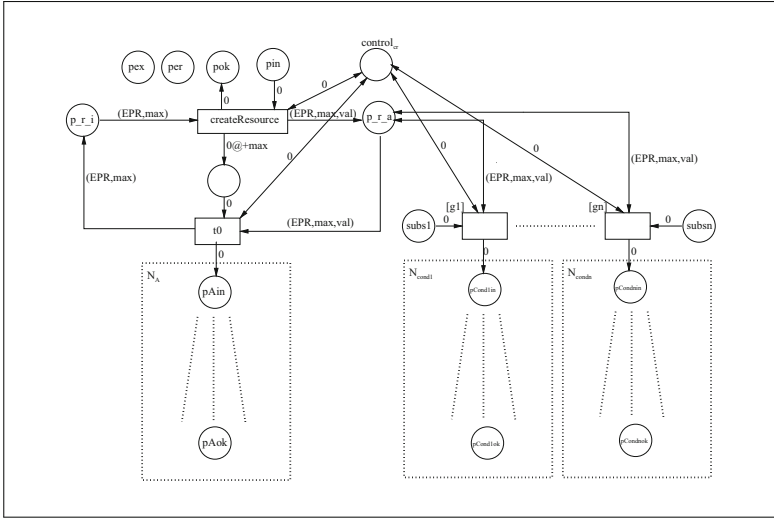 control_cr
pex per pok pin
0 0 0 0
p_r_i (EPR,max) createResource (EPR,max,val) p_r_a 0
0@+max 0 0
(EPR,max) (EPR,max,val) (EPR,max,val)
0
(EPR,max,val) [g1] [gn]
t0 subs1 0 0 subsn
0 0 0
N_A N_cond1 N_condn
pAin pCond1in pCondnin
pAok pCond1ok pCondnok